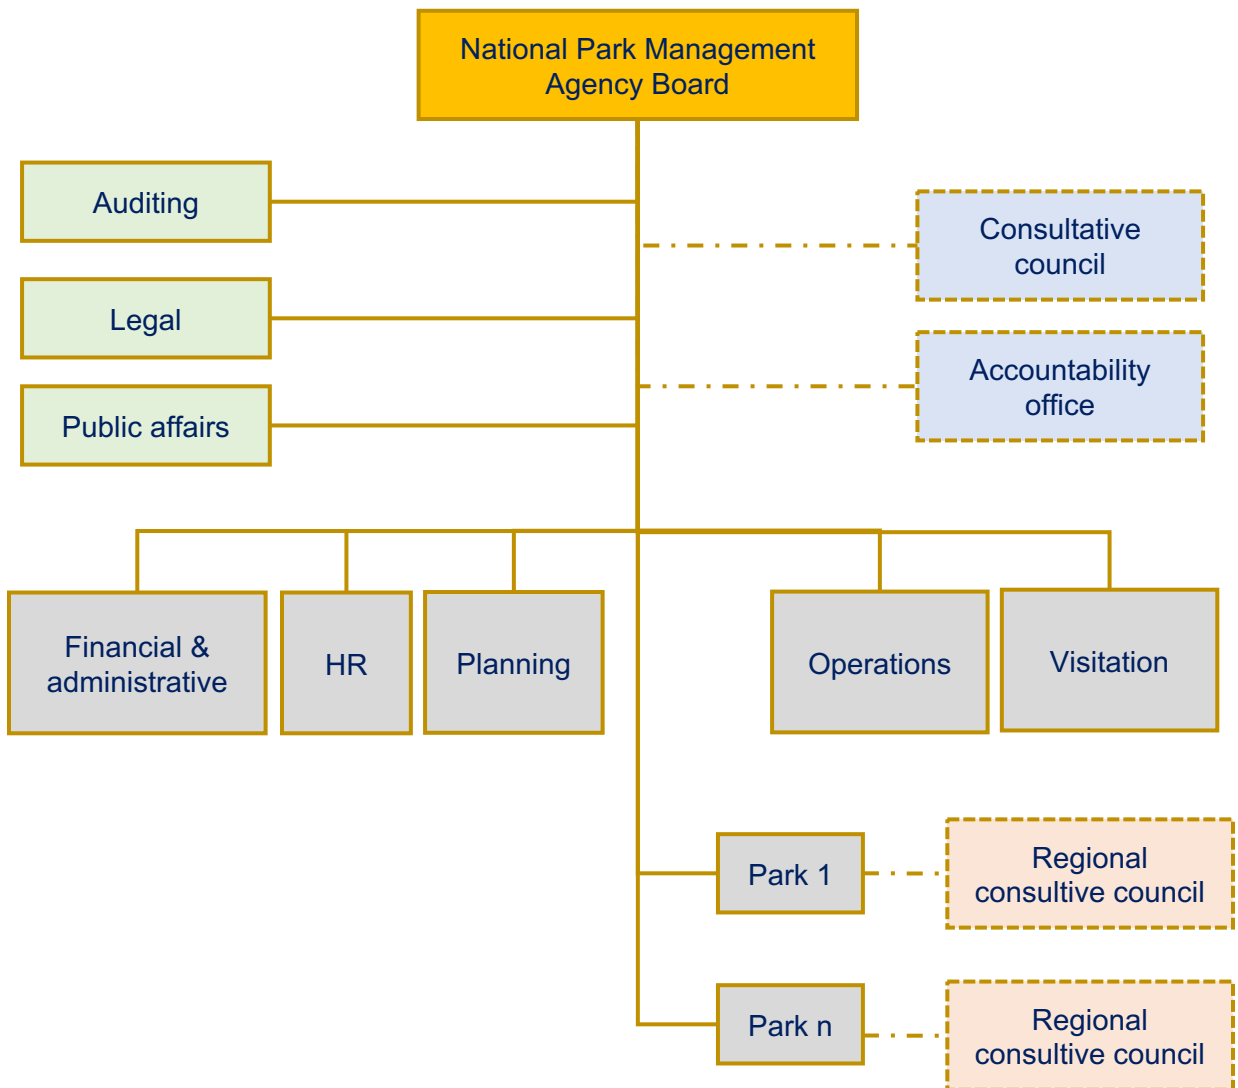 National Park Management
Agency Board
Auditing
Consultative
council
Legal
Accountability
office
Public affairs
Financial &
administrative
HR
Planning
Operations
Visitation
Park 1
Regional
consultive council
Park n
Regional
consultive council